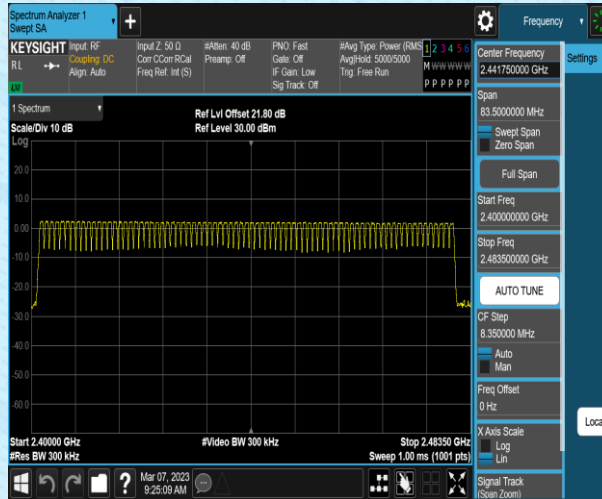 Spectrum Analyzer 1
Swept SA
Frequency
KEYSIGHT
RL
Input: RF
Coupling: DC
Align: Auto
Input Z: 50 Ω
Corr CCorr RCal
Freq Ref: Int (S)
#Atten: 40 dB
Preamp: Off
PNO: Fast
Gate: Off
IF Gain: Low
Sig Track: Off
#Avg Type: Power (RMS
Avg|Hold: 5000/5000
Trig: Free Run
1 2 3 4 5 6
M W W W W W
P P P P P P
Settings
1 Spectrum
Scale/Div 10 dB
Ref Lvl Offset 21.80 dB
Ref Level 30.00 dBm
Log
20.0
10.0
0.00
-10.0
-20.0
-30.0
-40.0
-50.0
-60.0
Start 2.40000 GHz
#Res BW 300 kHz
#Video BW 300 kHz
Stop 2.48350 GHz
Sweep 1.00 ms (1001 pts)
Center Frequency
2.441750000 GHz
Span
83.5000000 MHz
Swept Span
Zero Span
Full Span
Start Freq
2.400000000 GHz
Stop Freq
2.483500000 GHz
AUTO TUNE
CF Step
8.350000 MHz
Auto
Man
Freq Offset
0 Hz
X Axis Scale
Log
Lin
Signal Track
(Span Zoom)
Loca
?
Mar 07, 2023
9:25:09 AM